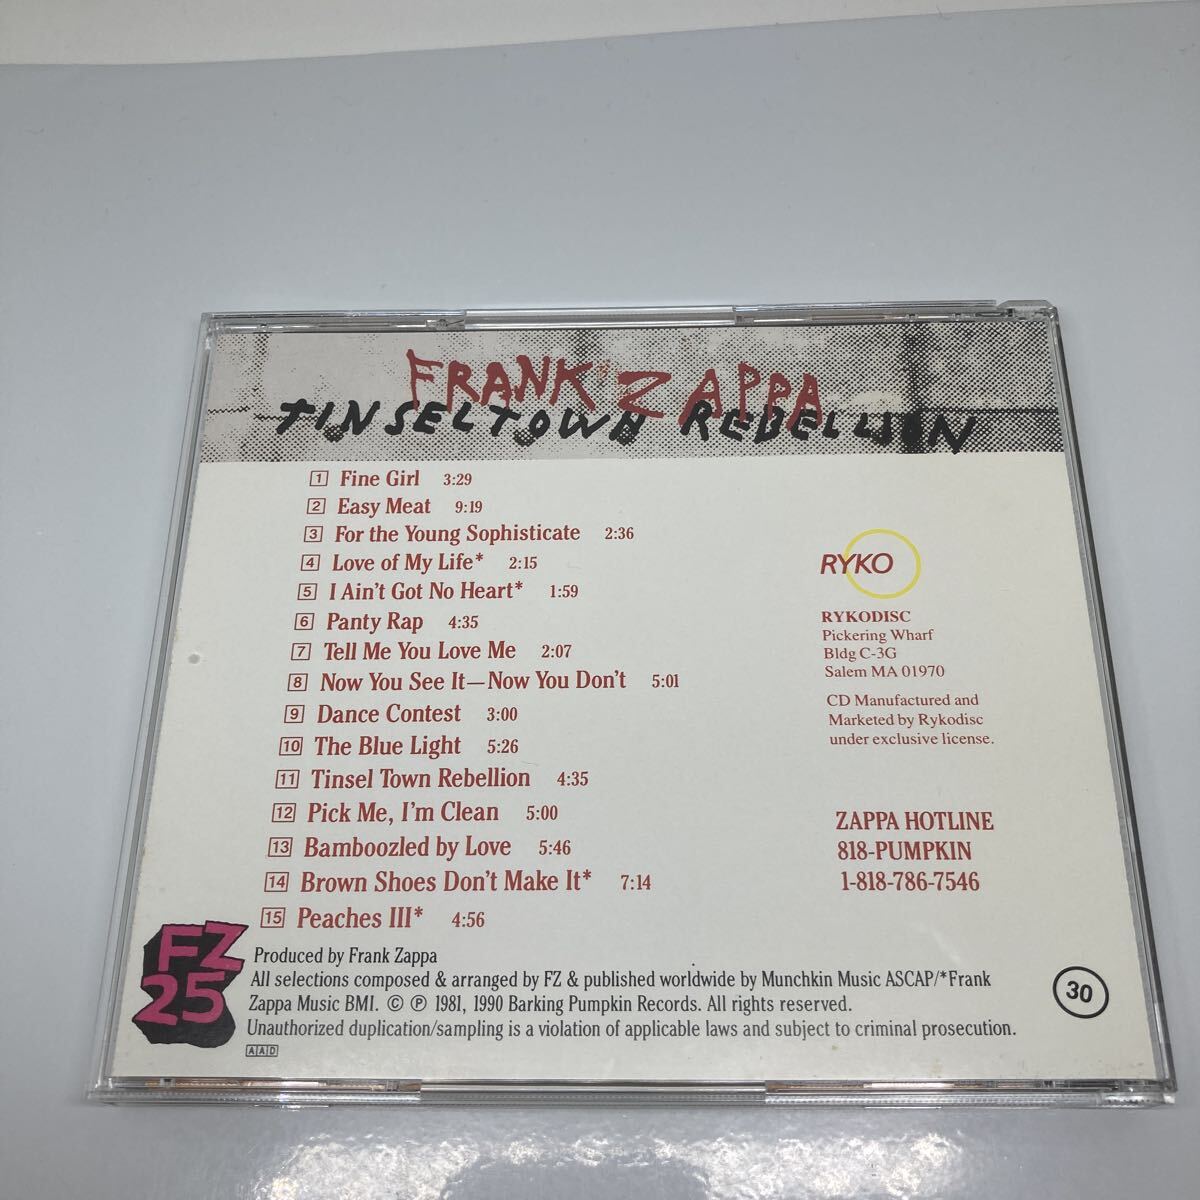 FRANK ZAPPA
TINSELTOWN REBELLION
1 Fine Girl 3:29
2 Easy Meat 9:19
3 For the Young Sophisticate 2:36
4 Love of My Life* 2:15
5 I Ain't Got No Heart* 1:59
6 Panty Rap 4:35
7 Tell Me You Love Me 2:07
8 Now You See It—Now You Don't 5:01
9 Dance Contest 3:00
10 The Blue Light 5:26
11 Tinsel Town Rebellion 4:35
12 Pick Me, I'm Clean 5:00
13 Bamboozled by Love 5:46
14 Brown Shoes Don't Make It* 7:14
15 Peaches III* 4:56
RYKO
RYKODISC
Pickering Wharf
Bldg C-3G
Salem MA 01970
CD Manufactured and
Marketed by Rykodisc
under exclusive license.
ZAPPA HOTLINE
818-PUMPKIN
1-818-786-7546
FZ
25
Produced by Frank Zappa
All selections composed & arranged by FZ & published worldwide by Munchkin Music ASCAP/*Frank
Zappa Music BMI. © ℗ 1981, 1990 Barking Pumpkin Records. All rights reserved.
Unauthorized duplication/sampling is a violation of applicable laws and subject to criminal prosecution.
AAD
30